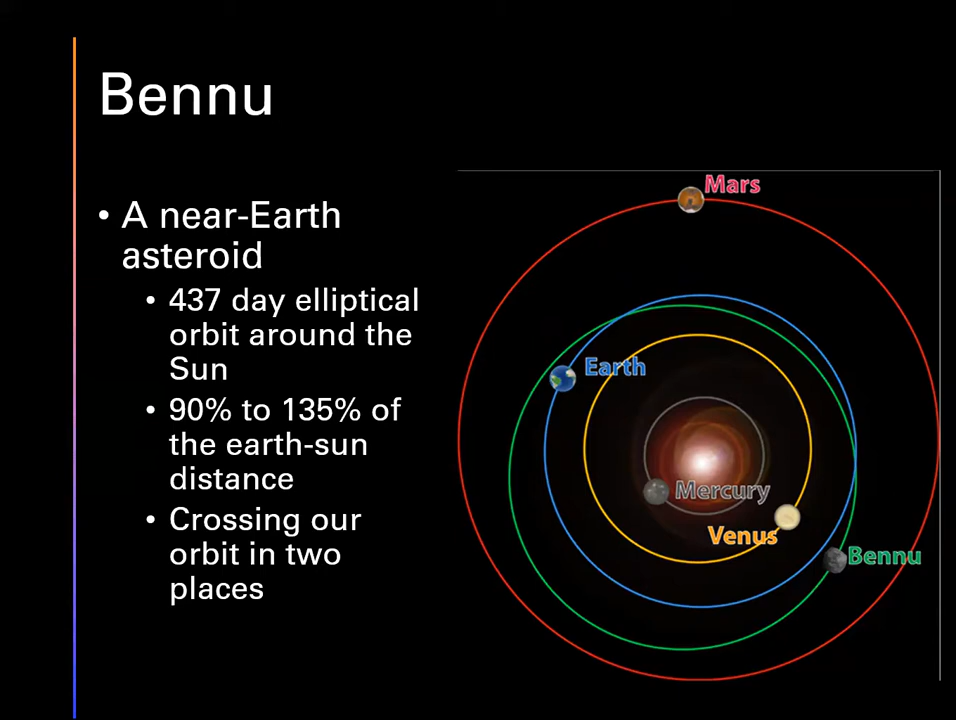 Bennu
• A near-Earth
asteroid
• 437 day elliptical
orbit around the
Sun
• 90% to 135% of
the earth-sun
distance
• Crossing our
orbit in two
places
Mars
Earth
Mercury
Venus
Bennu